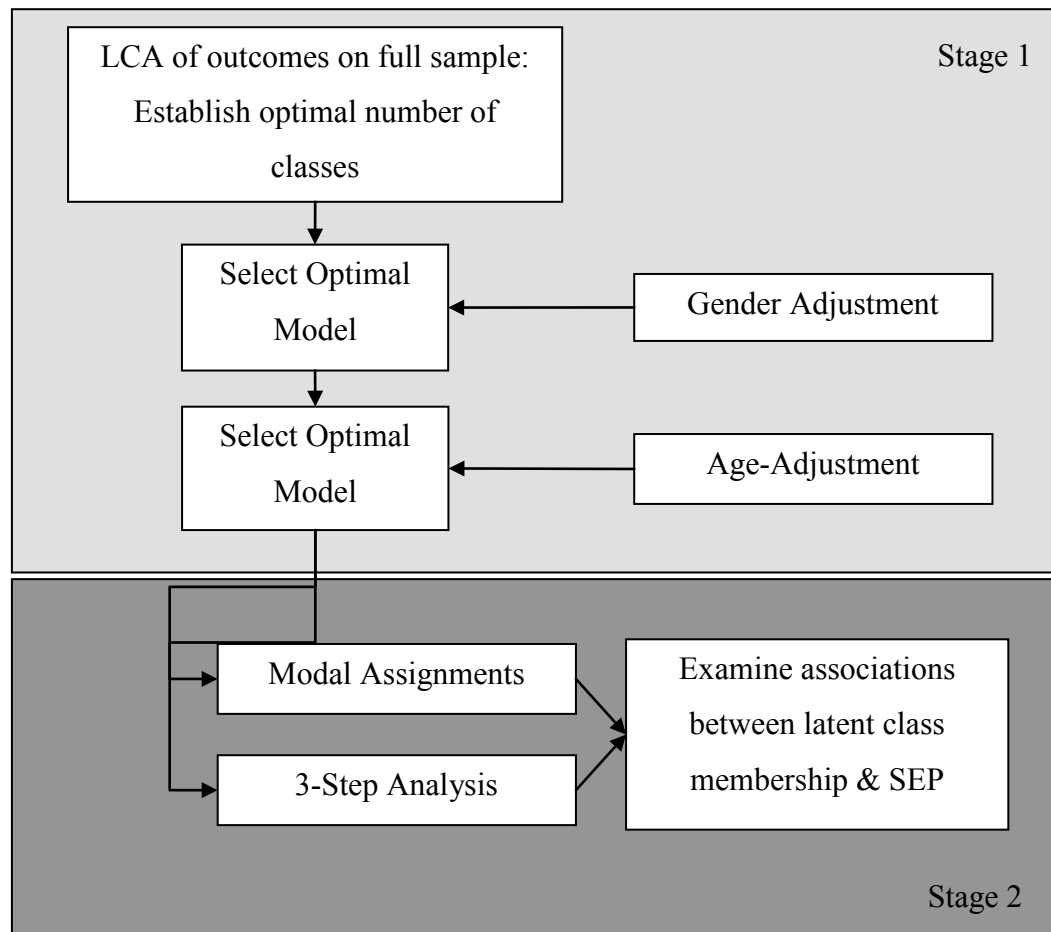 Stage 1
LCA of outcomes on full sample:
Establish optimal number of
classes
Select Optimal
Model
Gender Adjustment
Select Optimal
Model
Age-Adjustment
Modal Assignments
3-Step Analysis
Examine associations
between latent class
membership & SEP
Stage 2